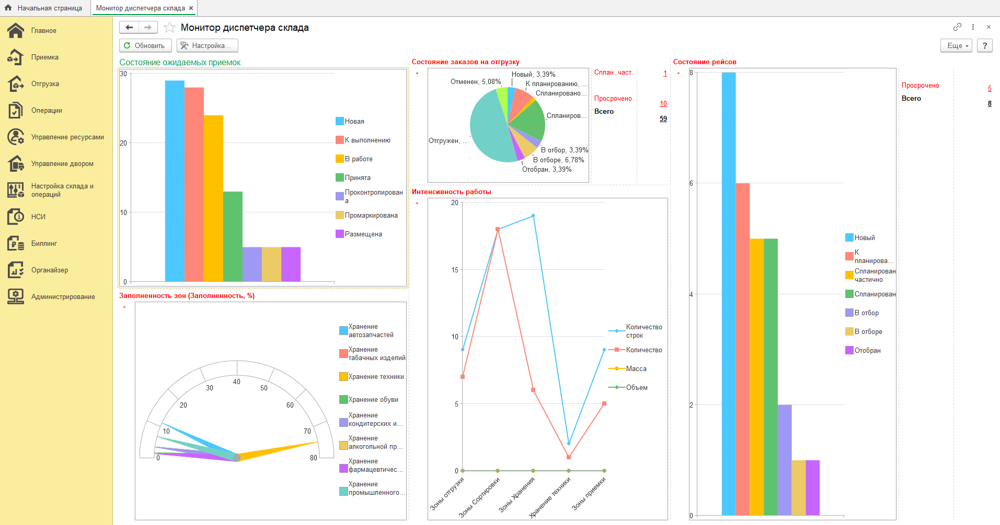 Начальная страница
Монитор диспетчера склада ×
Главное
Приемка
Отгрузка
Операции
Управление ресурсами
Управление двором
Настройка склада и
операций
НСИ
Биллинг
Органайзер
Администрирование
Монитор диспетчера склада
Обновить
Настройка...
Еще
?
Состояние ожидаемых приемок
30
20
10
0
Новая
К выполнению
В работе
Принята
Проконтролирован
а
Промаркирована
Размещена
Заполненность зон (Заполненность, %)
0
10
20
30
40
50
60
70
80
Хранение
автозапчастей
Хранение
табачных изделий
Хранение техники
Хранение обуви
Хранение
кондитерских и...
Хранение
алкогольной пр...
Хранение
фармацевтичес...
Хранение
промышленного...
Состояние заказов на отгрузку
Новый, 3,39%
Отменен, 5,08%
К планированию, ...
Спланировано...
Спланиров...
Отгружен, ...
В отбор, 3,39%
В отборе, 6,78%
Отобран, 3,39%
Сплан. част.
1
Просрочено
10
Всего
59
Интенсивность работы
20
15
10
5
0
Зоны отгрузки
Зоны Сортировки
Зоны Хранения
Хранение техники
Зоны приемки
Количество
строк
Количество
Масса
Объем
Состояние рейсов
8
6
4
2
0
Новый
К
планирова...
Спланирован
частично
Спланирован
В отбор
В отборе
Отобран
Просрочено
5
Всего
8